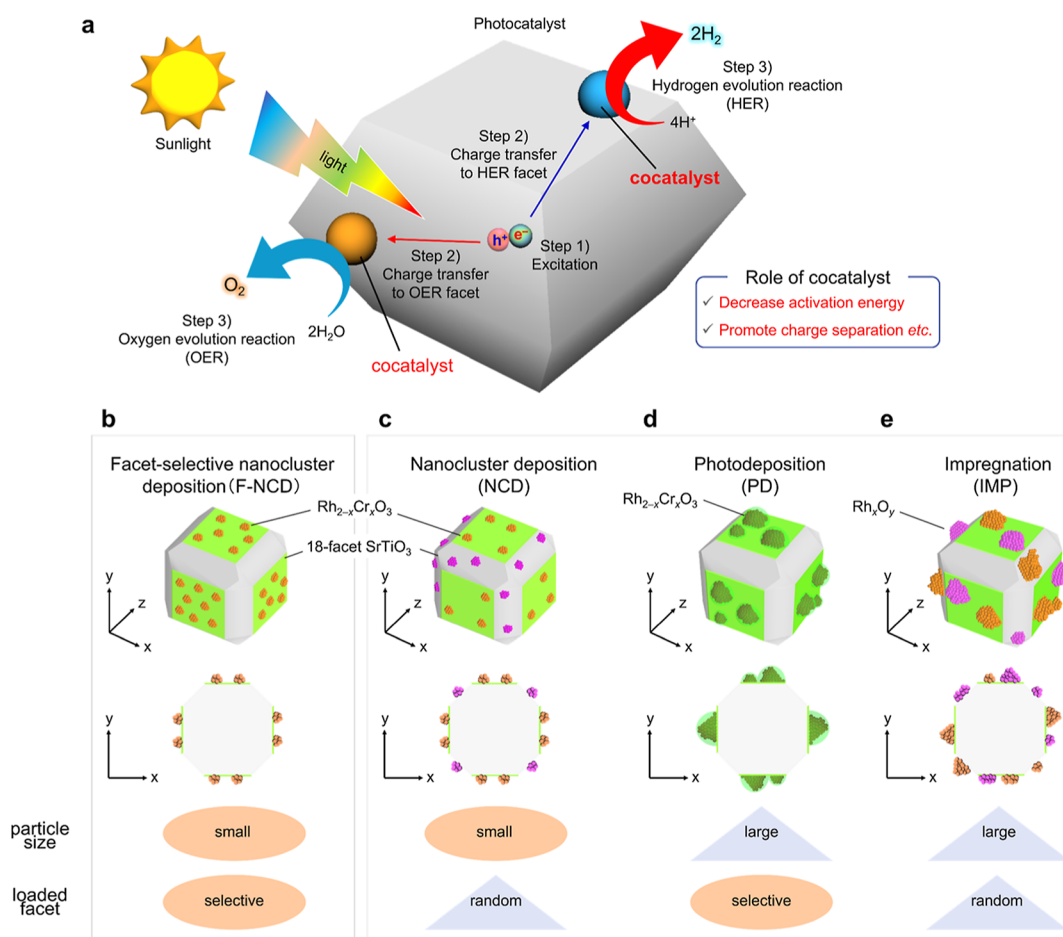 a
Photocatalyst
2H₂
Step 3)
Hydrogen evolution reaction
(HER)
4H⁺
Sunlight
light
Step 2)
Charge transfer
to HER facet
cocatalyst
h⁺
e⁻
Step 1)
Excitation
Step 2)
Charge transfer
to OER facet
O₂
Step 3)
Oxygen evolution reaction
(OER)
2H₂O
cocatalyst
Role of cocatalyst
✓ Decrease activation energy
✓ Promote charge separation etc.
b
Facet-selective nanocluster
deposition(F-NCD)
Rh₂₋ₓCrₓO₃
18-facet SrTiO₃
y
z
x
y
x
c
Nanocluster deposition
(NCD)
y
z
x
y
x
d
Photodeposition
(PD)
Rh₂₋ₓCrₓO₃
y
z
x
y
x
e
Impregnation
(IMP)
RhₓOᵧ
y
z
x
y
x
particle
size
small
small
large
large
loaded
facet
selective
random
selective
random